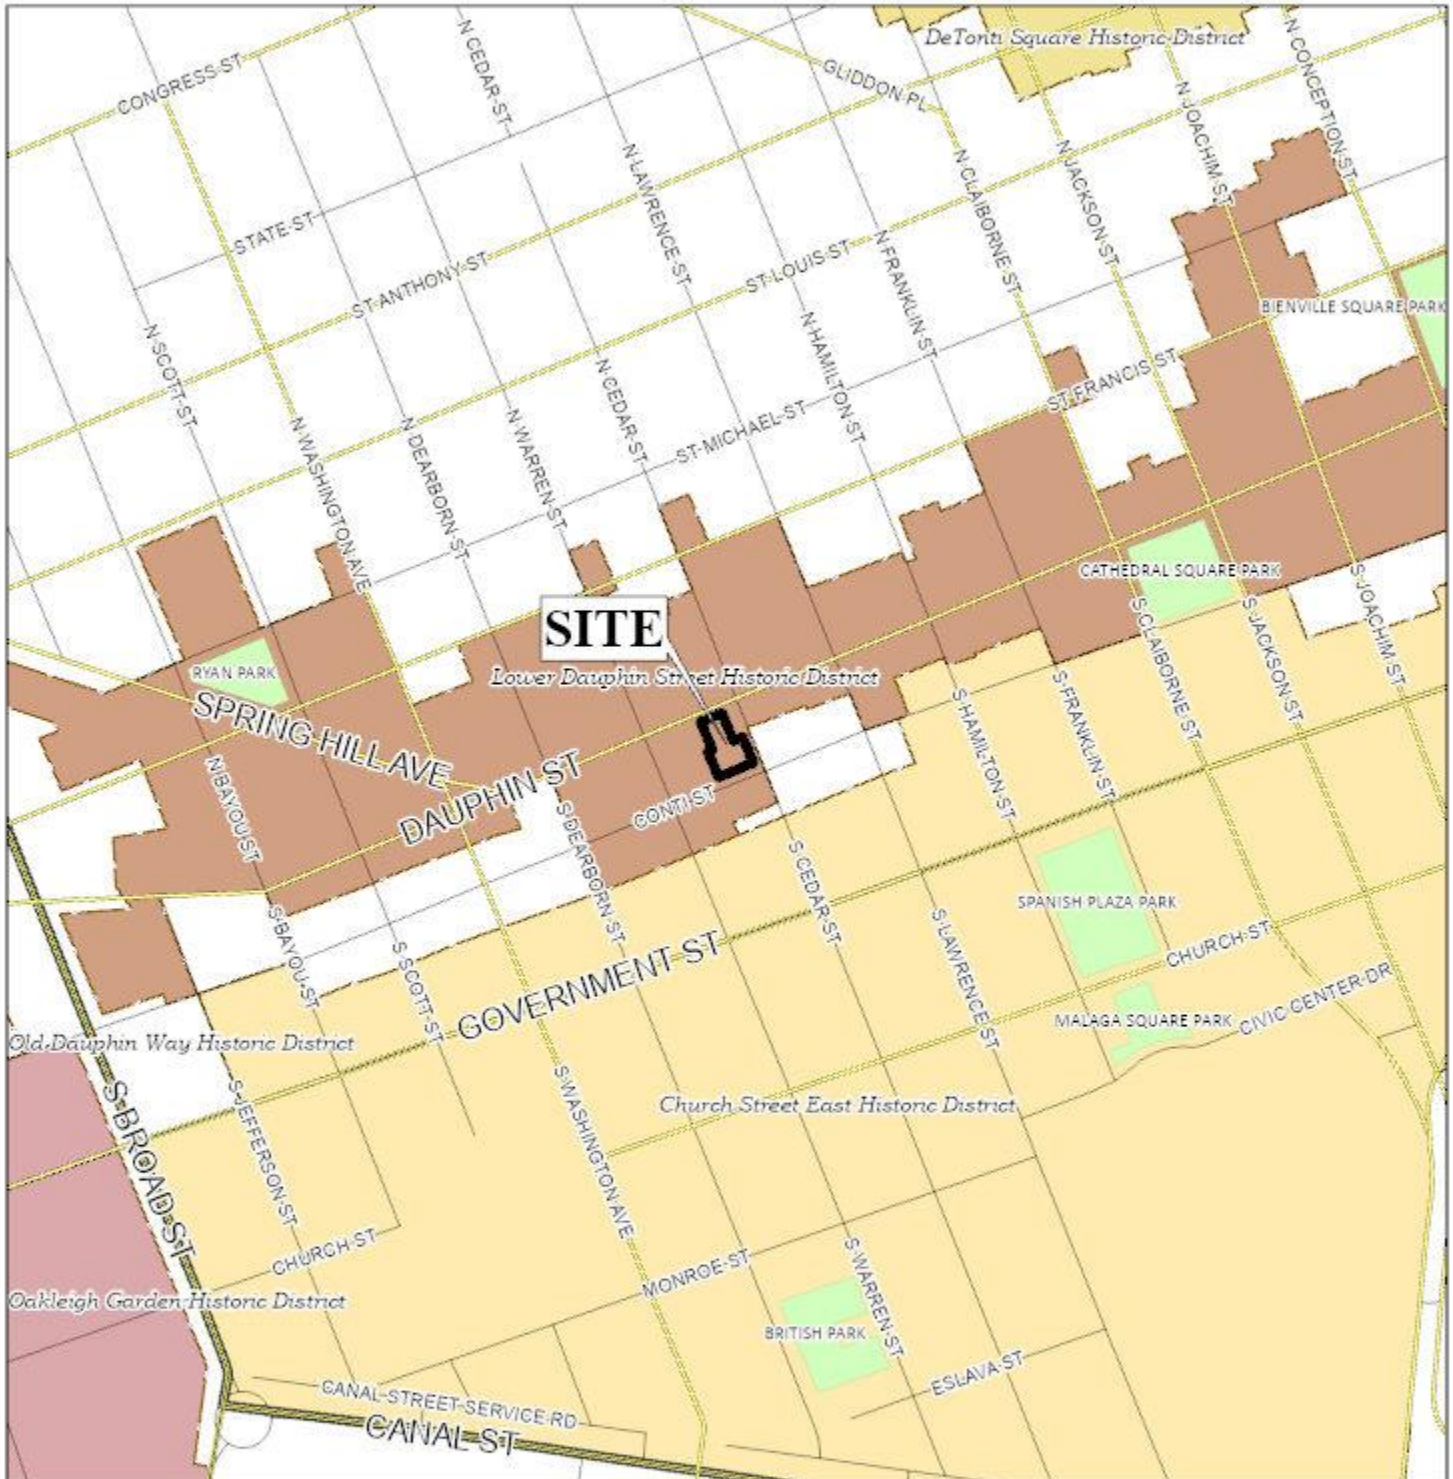 DeTonti Square Historic District
N CEDAR ST
N CONCEPTION ST
CONGRESS ST
GLIDDON PL
N JOACHIM ST
N LAWRENCE ST
N CLAIBORNE ST
N JACKSON ST
STATE ST
ST ANTHONY ST
ST LOUIS ST
N FRANKLIN ST
BIENVILLE SQUARE PARK
N SCOTT ST
N HAMILTON ST
N CEDAR ST
ST FRANCIS ST
N WASHINGTON AVE
N DEARBORN ST
N WARREN ST
ST MICHAEL ST
CATHEDRAL SQUARE PARK
S JOACHIM ST
SITE
S CLAIBORNE ST
S JACKSON ST
RYAN PARK
Lower Dauphin Street Historic District
S FRANKLIN ST
S HAMILTON ST
SPRING HILL AVE
N BAYOU ST
DAUPHIN ST
CONTI ST
S DEARBORN ST
S CEDAR ST
SPANISH PLAZA PARK
S BAYOU ST
S SCOTT ST
GOVERNMENT ST
S LAWRENCE ST
CHURCH ST
MALAGA SQUARE PARK
CIVIC CENTER DR
Old Dauphin Way Historic District
S BROAD ST
S JEFFERSON ST
S WASHINGTON AVE
Church Street East Historic District
CHURCH ST
MONROE ST
S WARREN ST
Oakleigh Garden Historic District
BRITISH PARK
ESLAVA ST
CANAL STREET SERVICE RD
CANAL ST